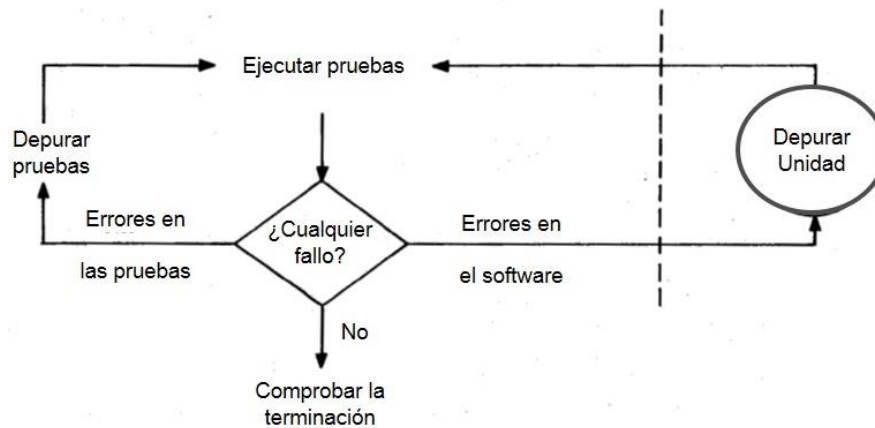 Ejecutar pruebas
Depurar
pruebas
Depurar
Unidad
Errores en
las pruebas
¿Cualquier
fallo?
Errores en
el software
No
Comprobar la
terminación